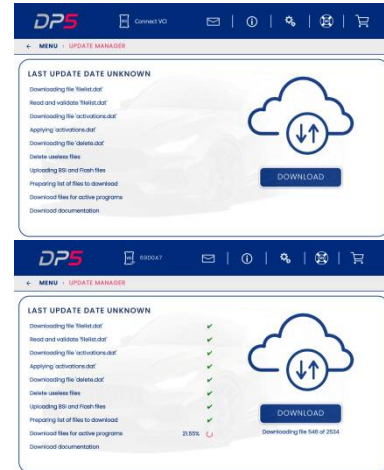 DP5
Connect VCI
← MENU › UPDATE MANAGER
LAST UPDATE DATE UNKNOWN
Downloading file 'filelist.dat'
Read and validate 'filelist.dat'
Downloading file 'activations.dat'
Applying 'activations.dat'
Downloading file 'delete.dat'
Delete useless files
Uploading BSI and Flash files
Preparing list of files to download
Download files for active programs
Download documentation
DOWNLOAD
DP5
69D0A7
← MENU › UPDATE MANAGER
LAST UPDATE DATE UNKNOWN
Downloading file 'filelist.dat'
Read and validate 'filelist.dat'
Downloading file 'activations.dat'
Applying 'activations.dat'
Downloading file 'delete.dat'
Delete useless files
Uploading BSI and Flash files
Preparing list of files to download
Download files for active programs 21.55%
Download documentation
DOWNLOAD
Downloading file 546 of 2534